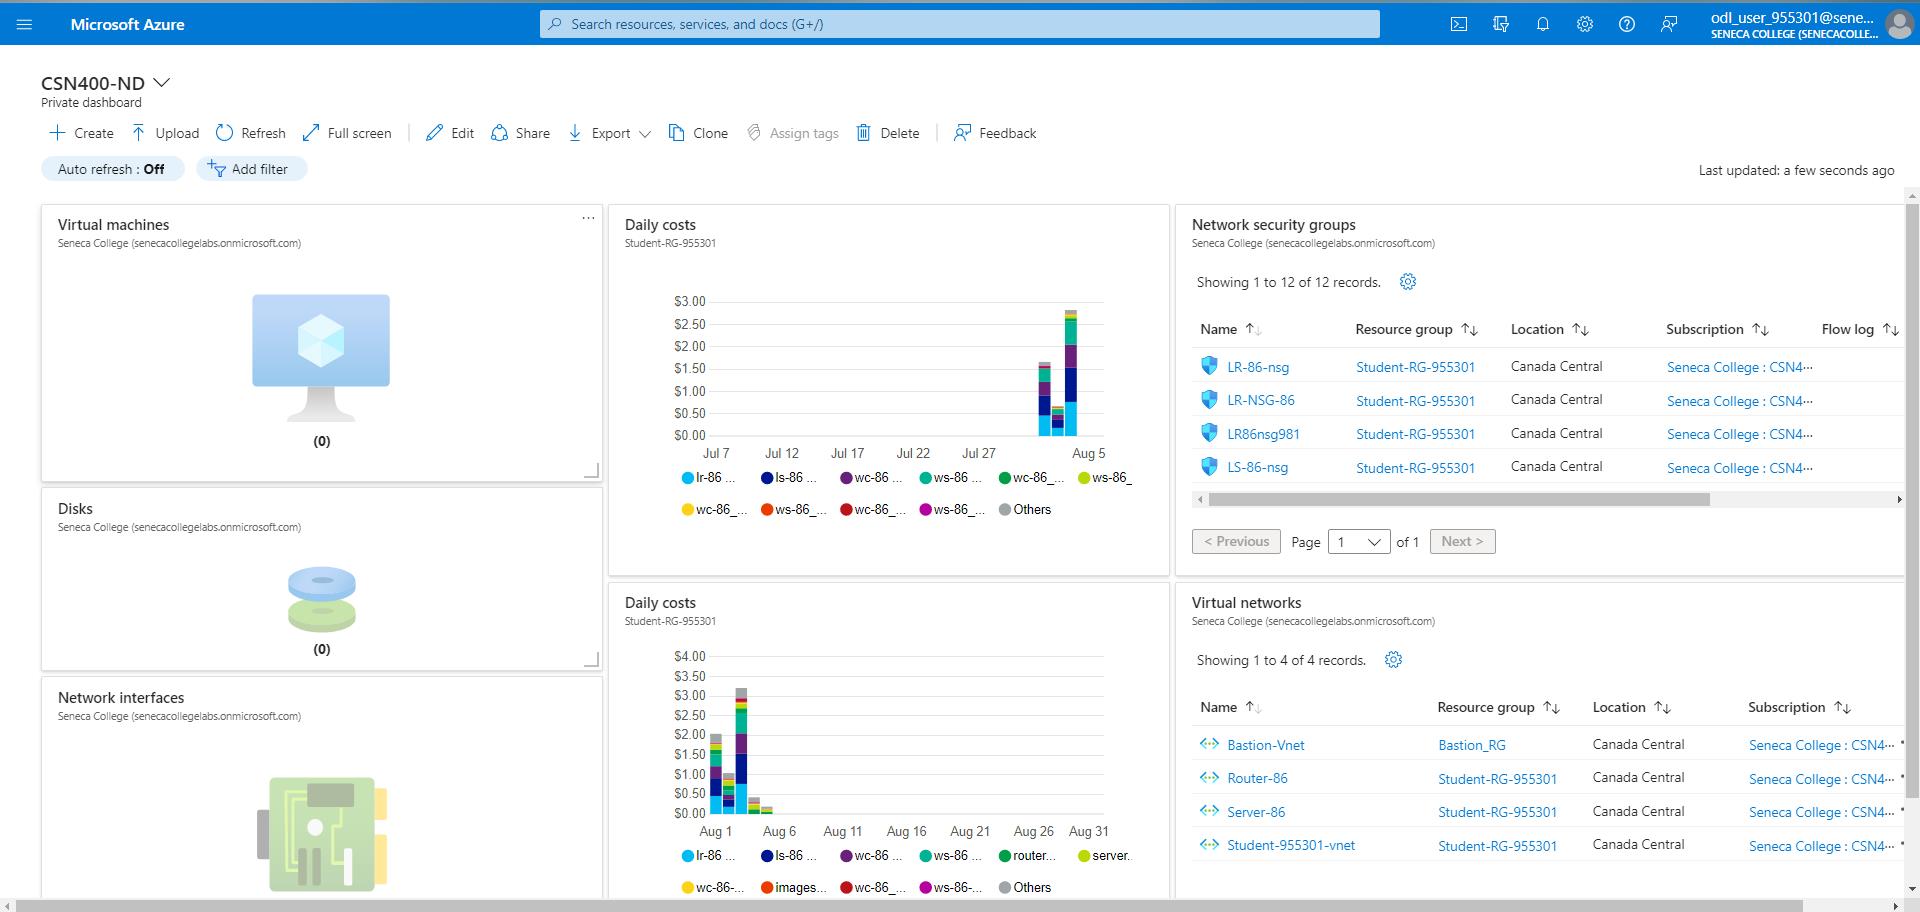 Microsoft Azure
Search resources, services, and docs (G+/)
odl_user_955301@sene...
SENECA COLLEGE (SENECACOLLE...
CSN400-ND
Private dashboard
Create Upload Refresh Full screen Edit Share Export Clone Assign tags Delete Feedback
Auto refresh : Off Add filter
Last updated: a few seconds ago
Virtual machines
Seneca College (senecacollegelabs.onmicrosoft.com)
(0)
Disks
Seneca College (senecacollegelabs.onmicrosoft.com)
(0)
Network interfaces
Seneca College (senecacollegelabs.onmicrosoft.com)
Daily costs
Student-RG-955301
$3.00
$2.50
$2.00
$1.50
$1.00
$0.50
$0.00
Jul 7 Jul 12 Jul 17 Jul 22 Jul 27 Aug 5
lr-86 ... ls-86 ... wc-86 ... ws-86 ... wc-86_... ws-86_
wc-86_... ws-86_... wc-86_... ws-86_... Others
Daily costs
Student-RG-955301
$4.00
$3.50
$3.00
$2.50
$2.00
$1.50
$1.00
$0.50
$0.00
Aug 1 Aug 6 Aug 11 Aug 16 Aug 21 Aug 26 Aug 31
lr-86 ... ls-86 ... wc-86 ... ws-86 ... router... server.
wc-86-... images... wc-86_... ws-86-... Others
Network security groups
Seneca College (senecacollegelabs.onmicrosoft.com)
Showing 1 to 12 of 12 records.
Name Resource group Location Subscription Flow log
LR-86-nsg Student-RG-955301 Canada Central Seneca College : CSN4...
LR-NSG-86 Student-RG-955301 Canada Central Seneca College : CSN4...
LR86nsg981 Student-RG-955301 Canada Central Seneca College : CSN4...
LS-86-nsg Student-RG-955301 Canada Central Seneca College : CSN4...
< Previous Page 1 of 1 Next >
Virtual networks
Seneca College (senecacollegelabs.onmicrosoft.com)
Showing 1 to 4 of 4 records.
Name Resource group Location Subscription
Bastion-Vnet Bastion_RG Canada Central Seneca College : CSN4...
Router-86 Student-RG-955301 Canada Central Seneca College : CSN4...
Server-86 Student-RG-955301 Canada Central Seneca College : CSN4...
Student-955301-vnet Student-RG-955301 Canada Central Seneca College : CSN4...